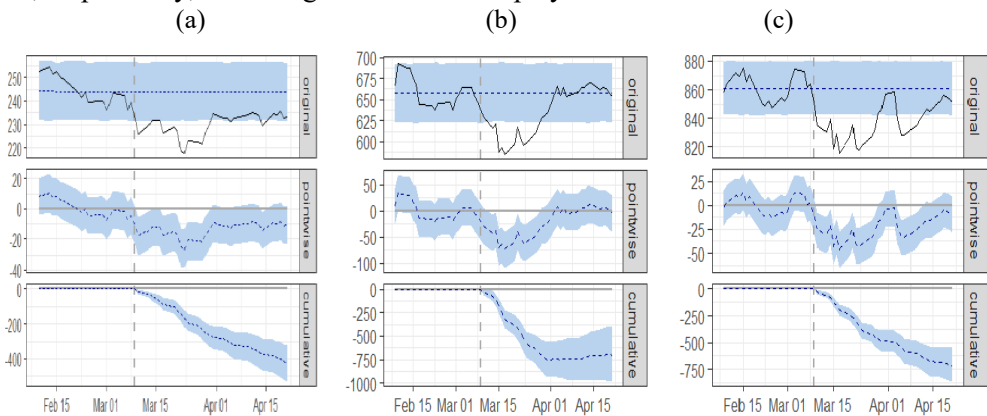 (a) (b) (c)
250
240
230
220
original
20
0
-20
-40
pointwise
0
-200
-400
cumulative
Feb 15 Mar 01 Mar 15 Apr 01 Apr 15
700
675
650
625
600
original
50
0
-50
-100
pointwise
0
-250
-500
-750
-1000
cumulative
Feb 15 Mar 01 Mar 15 Apr 01 Apr 15
880
860
840
820
original
25
0
-25
-50
pointwise
0
-250
-500
-750
cumulative
Feb 15 Mar 01 Mar 15 Apr 01 Apr 15